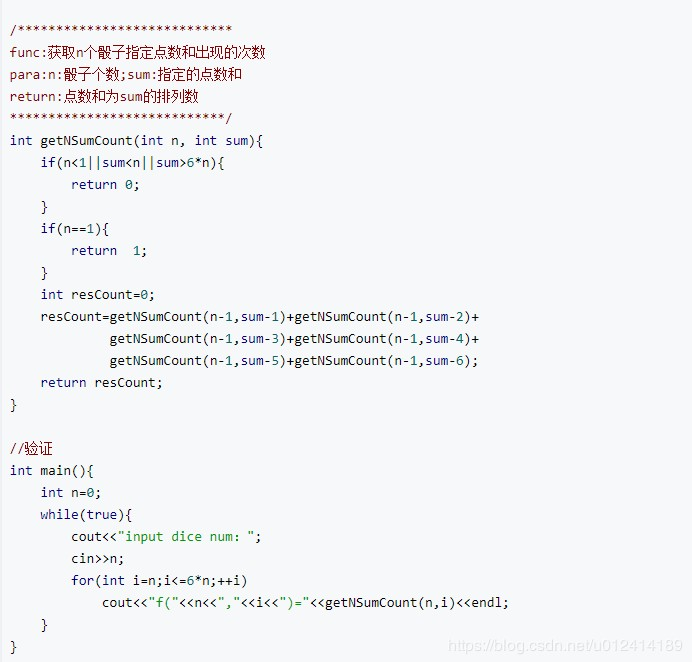 /****************************
func:获取n个骰子指定点数和出现的次数
para:n:骰子个数;sum:指定的点数和
return:点数和为sum的排列数
****************************/
int getNSumCount(int n, int sum){
    if(n<1||sum<n||sum>6*n){
        return 0;
    }
    if(n==1){
        return  1;
    }
    int resCount=0;
    resCount=getNSumCount(n-1,sum-1)+getNSumCount(n-1,sum-2)+
             getNSumCount(n-1,sum-3)+getNSumCount(n-1,sum-4)+
             getNSumCount(n-1,sum-5)+getNSumCount(n-1,sum-6);
    return resCount;
}

//验证
int main(){
    int n=0;
    while(true){
        cout<<"input dice num：";
        cin>>n;
        for(int i=n;i<=6*n;++i)
            cout<<"f("<<n<<","<<i<<")="<<getNSumCount(n,i)<<endl;
    }
}
https://blog.csdn.net/u012414189